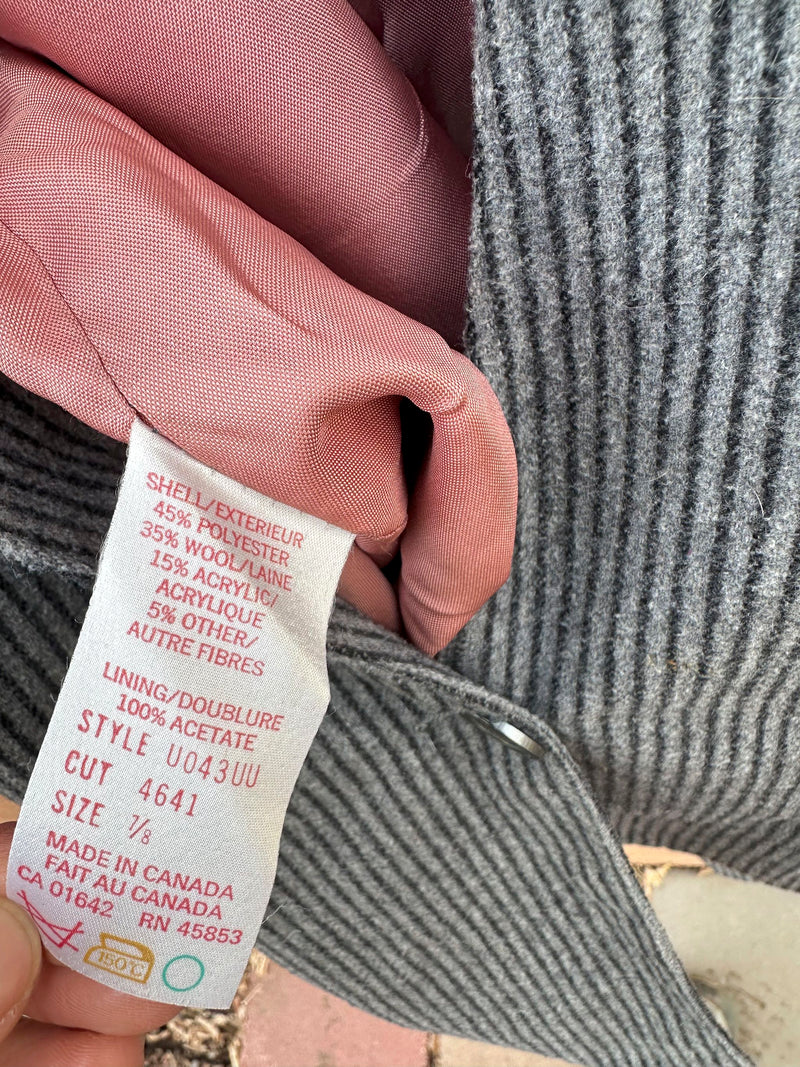 SHELL/EXTERIEUR
45% POLYESTER
35% WOOL/LAINE
15% ACRYLIC/
ACRYLIQUE
5% OTHER/
AUTRE FIBRES
LINING/DOUBLURE
100% ACETATE
STYLE U043UU
CUT 4641
SIZE 7/8
MADE IN CANADA
FAIT AU CANADA
CA 01642 RN 45853
150°C